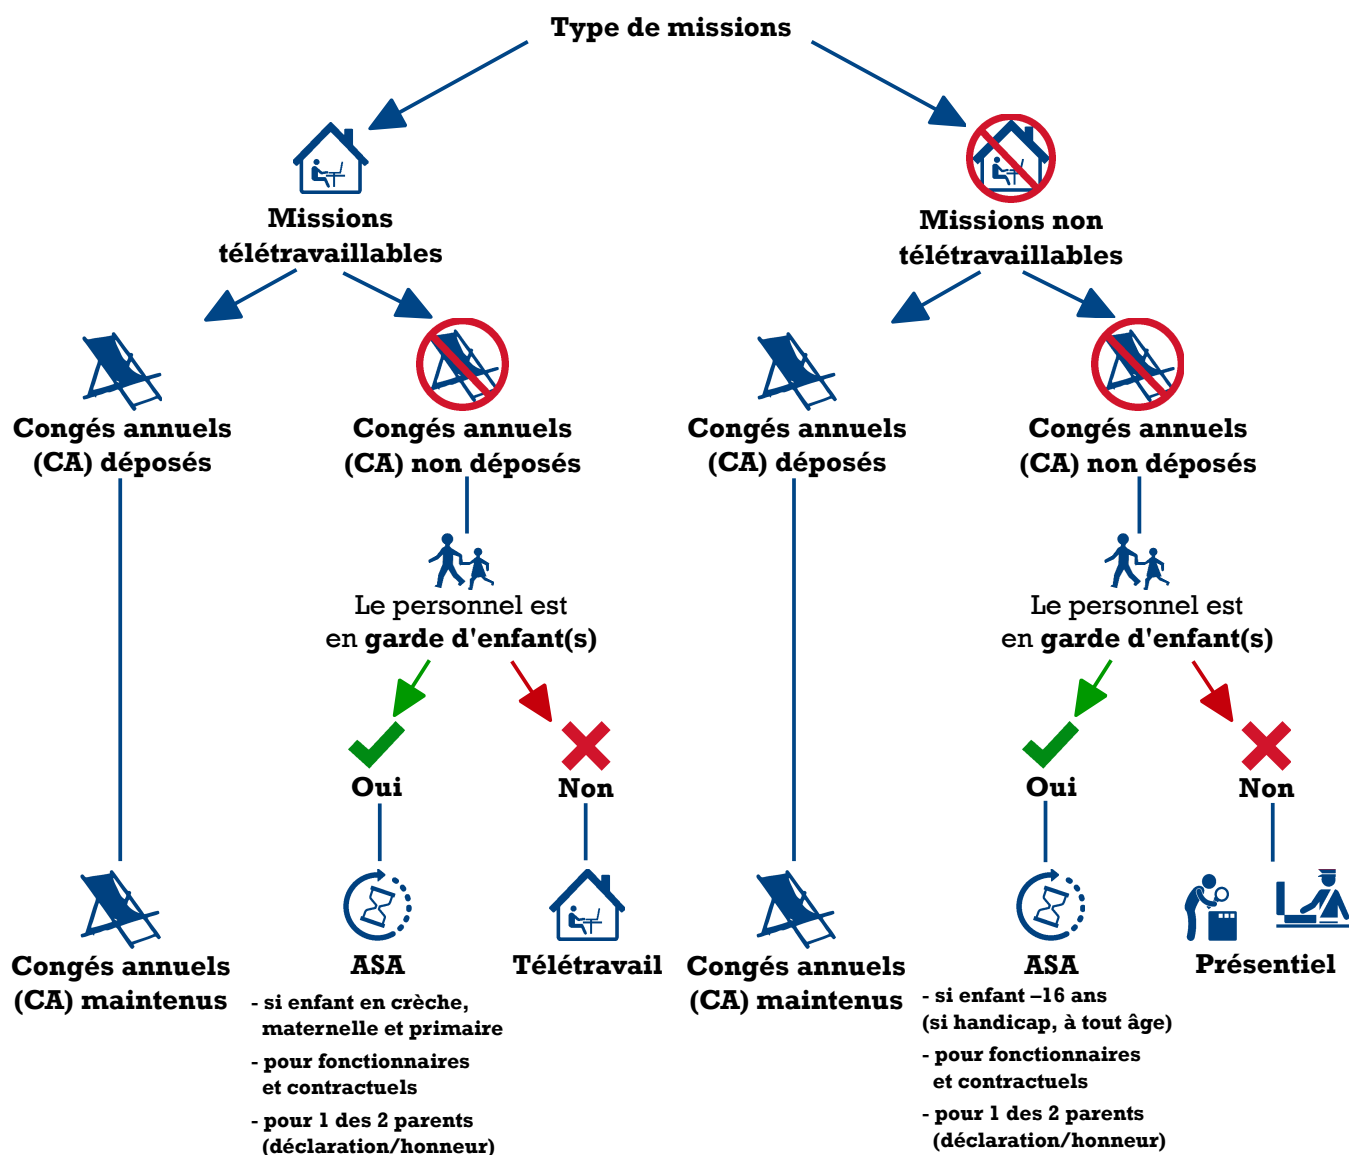 Type de missions
Missions
télétravaillables
Missions non
télétravaillables
Congés annuels
(CA) déposés
Congés annuels
(CA) non déposés
Congés annuels
(CA) déposés
Congés annuels
(CA) non déposés
Le personnel est
en garde d'enfant(s)
Le personnel est
en garde d'enfant(s)
Oui
Non
Oui
Non
Congés annuels
(CA) maintenus
ASA
- si enfant en crèche,
maternelle et primaire
- pour fonctionnaires
et contractuels
- pour 1 des 2 parents
(déclaration/honneur)
Télétravail
Congés annuels
(CA) maintenus
ASA
- si enfant –16 ans
(si handicap, à tout âge)
- pour fonctionnaires
et contractuels
- pour 1 des 2 parents
(déclaration/honneur)
Présentiel